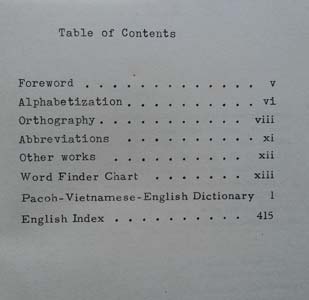 Table of Contents
Foreword . . . . . . . . . . . . . v
Alphabetization . . . . . . . . . . vi
Orthography . . . . . . . . . . . viii
Abbreviations . . . . . . . . . . xi
Other works . . . . . . . . . . xii
Word Finder Chart . . . . . . . xiii
Pacoh-Vietnamese-English Dictionary 1
English Index . . . . . . . . . . 415